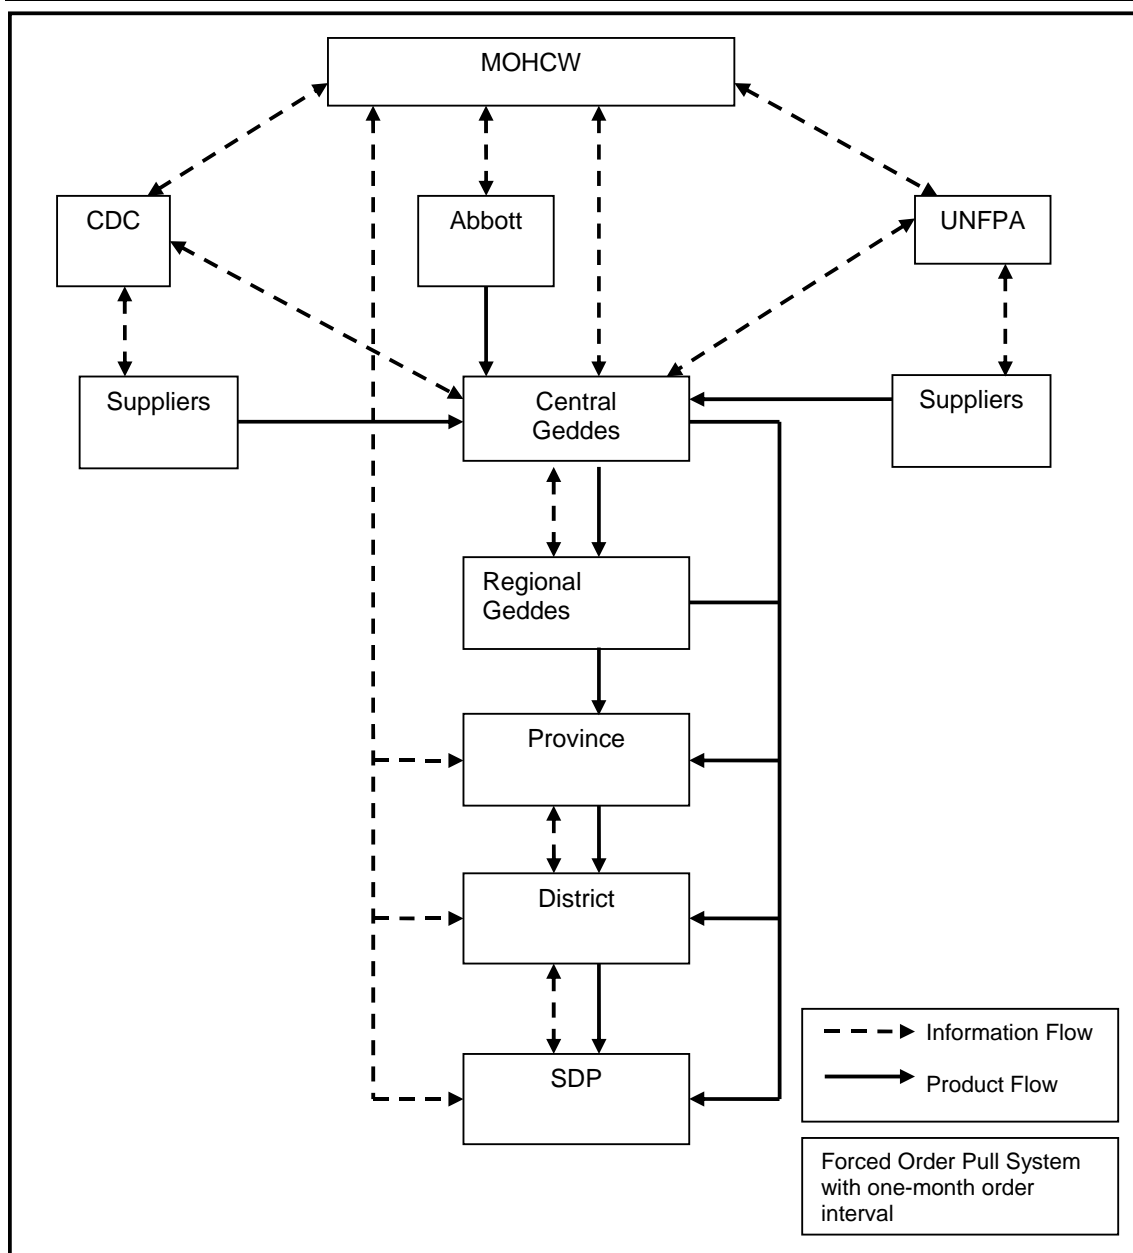 MOHCW
CDC
Abbott
UNFPA
Suppliers
Central
Geddes
Suppliers
Regional
Geddes
Province
District
SDP
Information Flow
Product Flow
Forced Order Pull System
with one-month order
interval